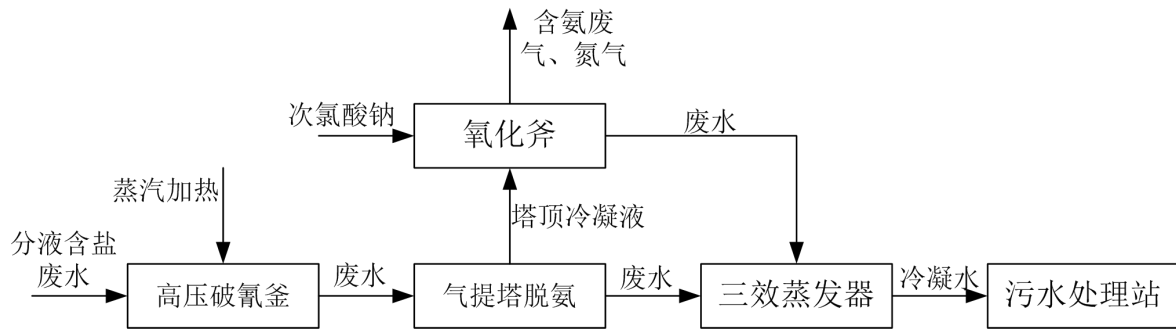 含氨废
气、氮气
次氯酸钠
氧化斧
废水
蒸汽加热
塔顶冷凝液
分液含盐
废水
高压破氰釜
废水
气提塔脱氨
废水
三效蒸发器
冷凝水
污水处理站